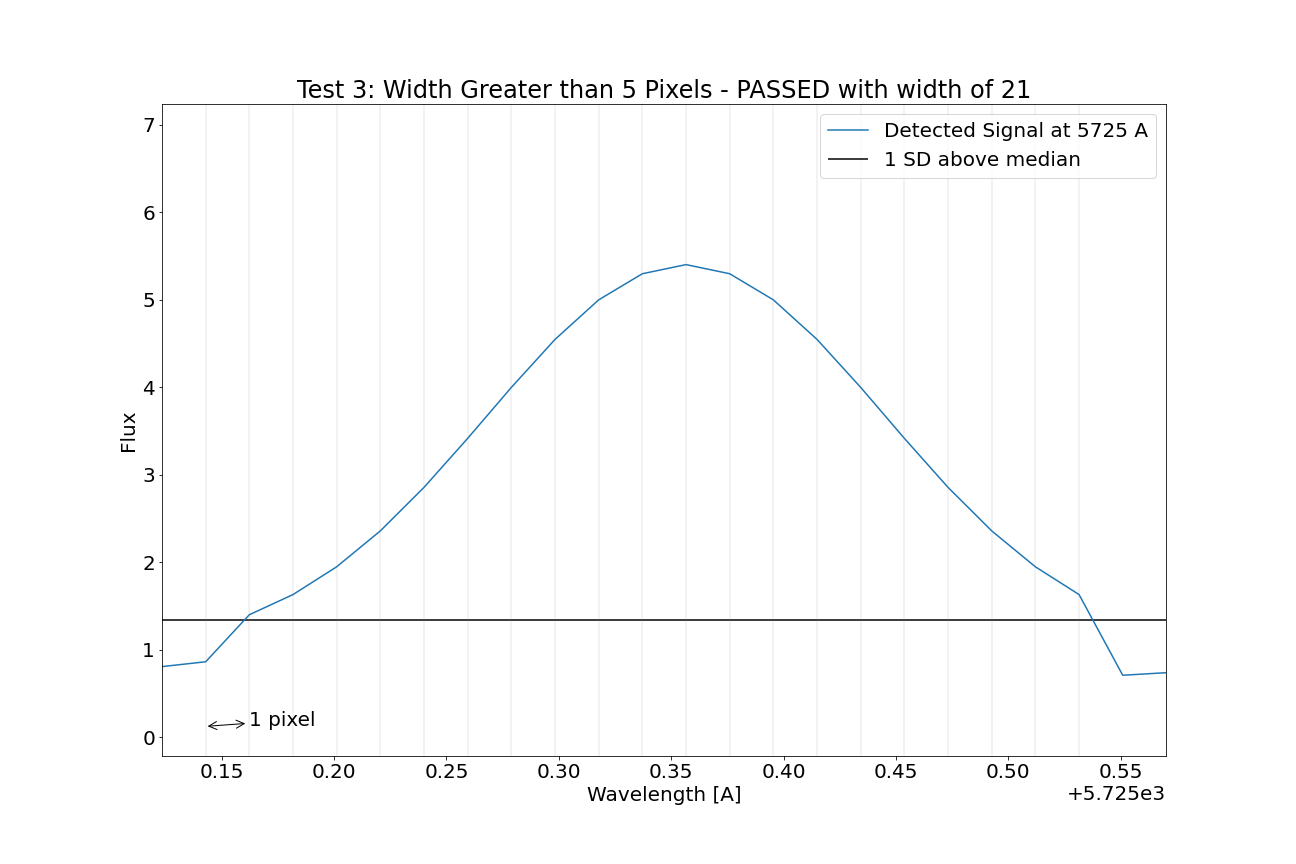 Test 3: Width Greater than 5 Pixels - PASSED with width of 21
Detected Signal at 5725 A
1 SD above median
7
6
5
4
3
2
1
0
Flux
1 pixel
0.15 0.20 0.25 0.30 0.35 0.40 0.45 0.50 0.55
Wavelength [A]
+5.725e3